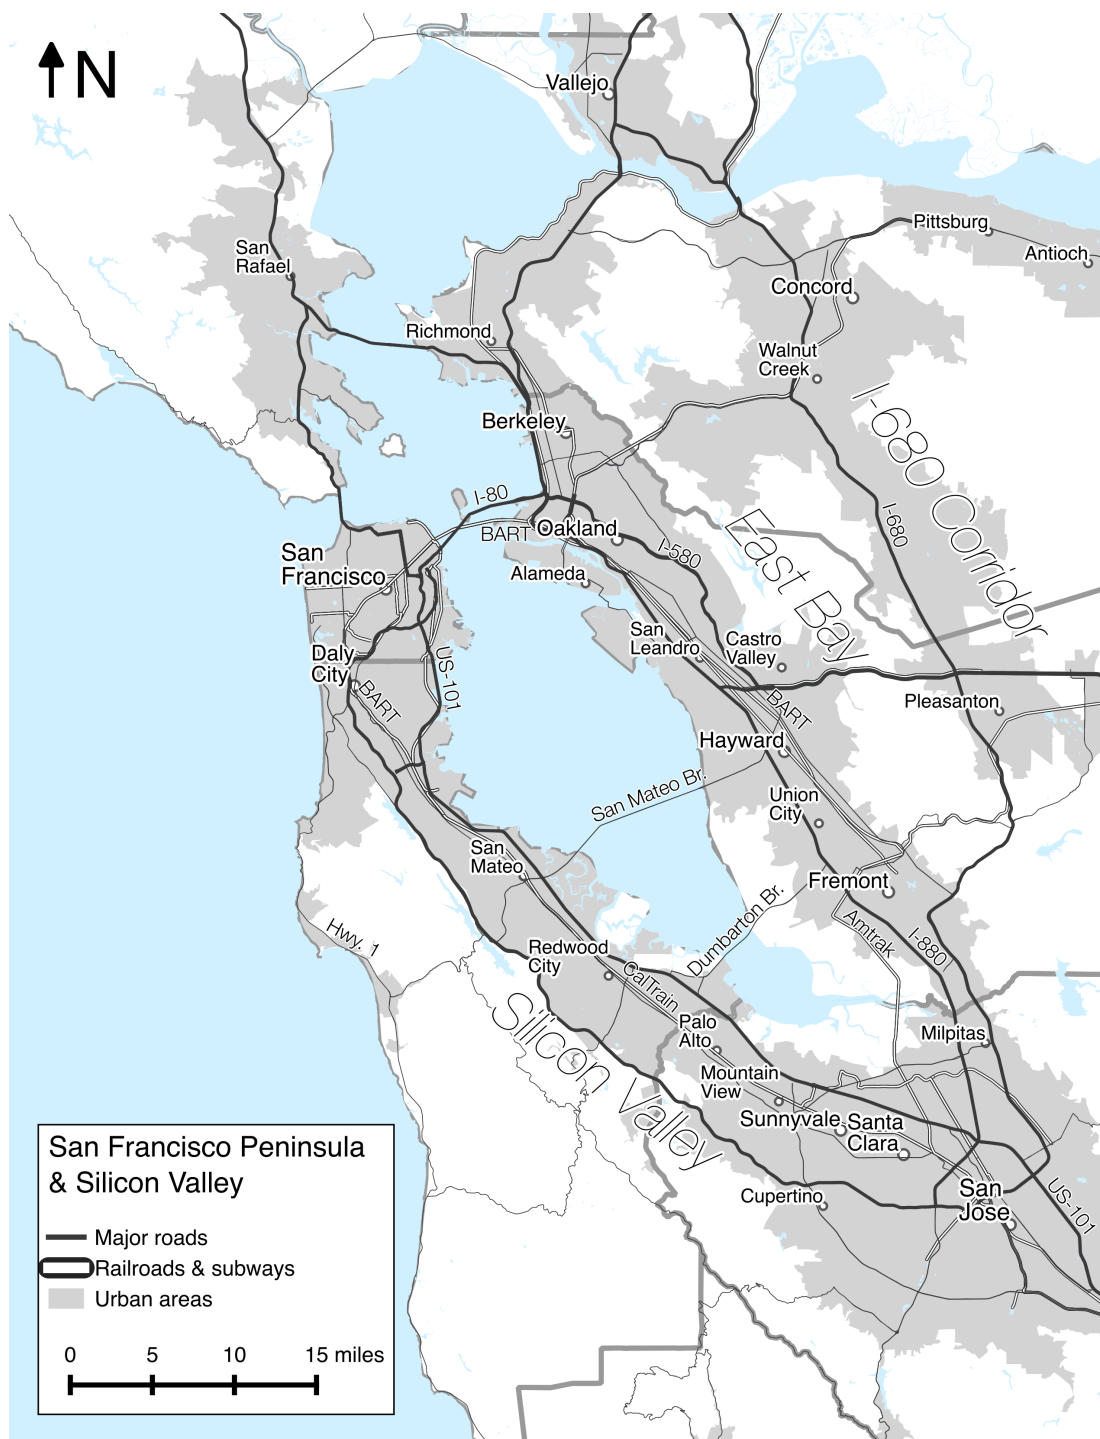 N
Vallejo
Pittsburg
San
Rafael
Antioch
Concord
Richmond
Walnut
Creek
I-680 Corridor
Berkeley
I-80
I-680
BART
Oakland
East Bay
I-580
San
Francisco
Alameda
San
Leandro
Castro
Valley
Daly
City
US-101
BART
BART
Pleasanton
Hayward
San Mateo Br.
Union
City
San
Mateo
Fremont
Dumbarton Br.
Amtrak
I-880
Hwy. 1
Redwood
City
CalTrain
Silicon Valley
Palo
Alto
Milpitas
Mountain
View
Sunnyvale
Santa
Clara
Cupertino
San
Jose
US-101
San Francisco Peninsula
& Silicon Valley
Major roads
Railroads & subways
Urban areas
0 5 10 15 miles